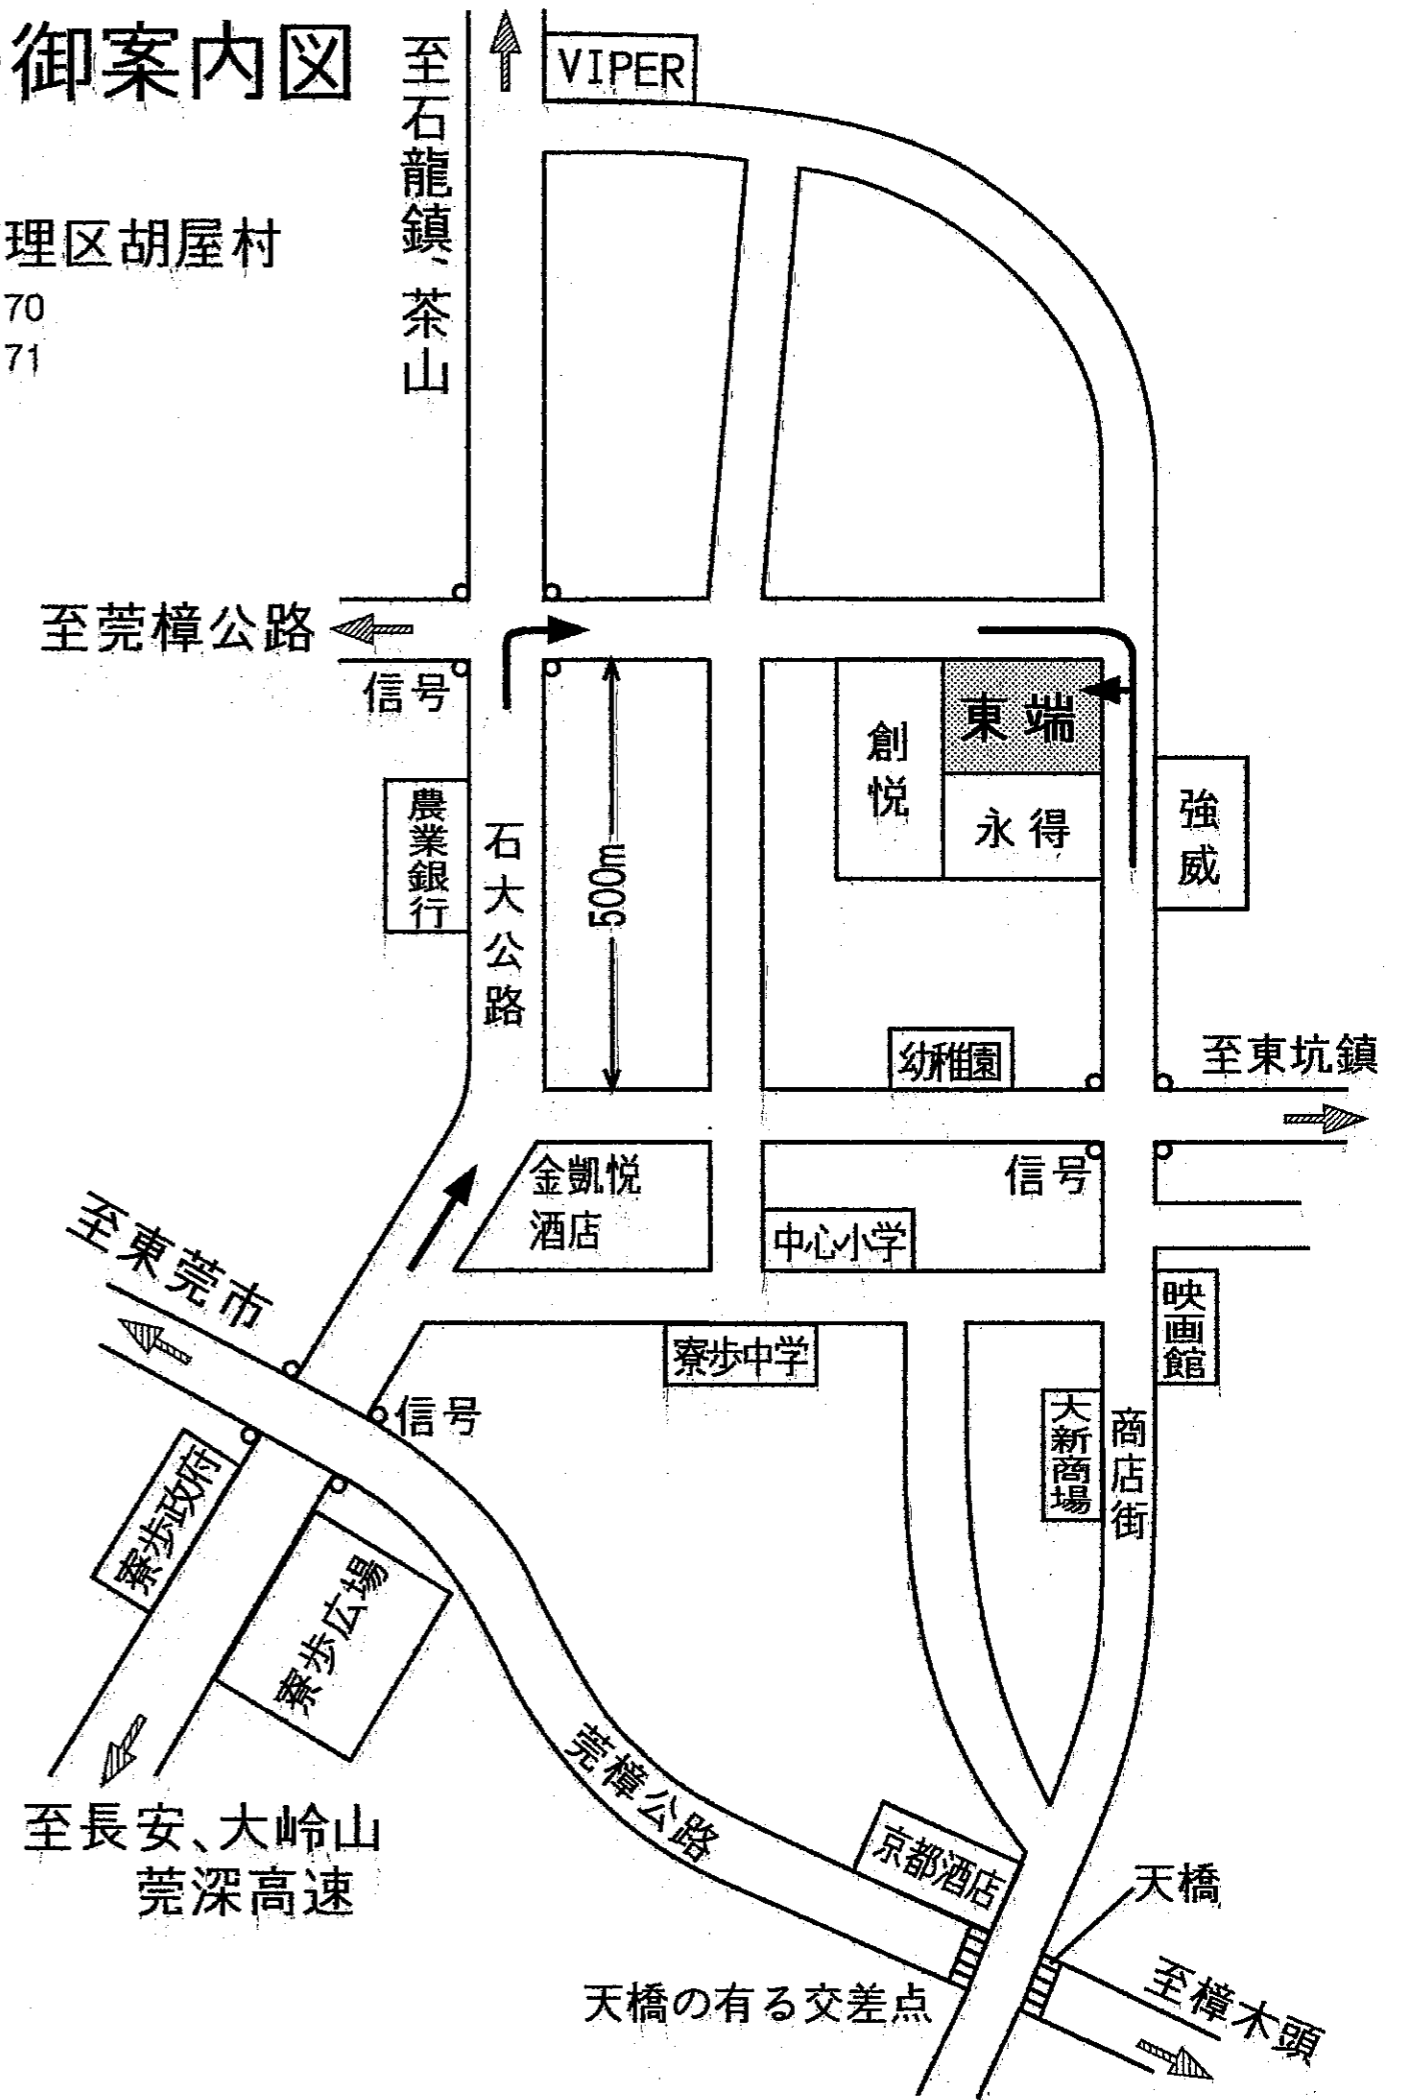 御案内図
至石龍鎮、茶山
VIPER
理区胡屋村
70
71
至莞樟公路
信号
東端
創悦
永得
強威
農業銀行
石大公路
500m
幼稚園
至東坑鎮
金凱悦
酒店
信号
中心小学
至東莞市
映画館
寮歩中学
信号
大新商場
商店街
寮歩政府
寮歩広場
莞樟公路
至長安、大岭山
莞深高速
京都酒店
天橋
天橋の有る交差点
至樟木頭